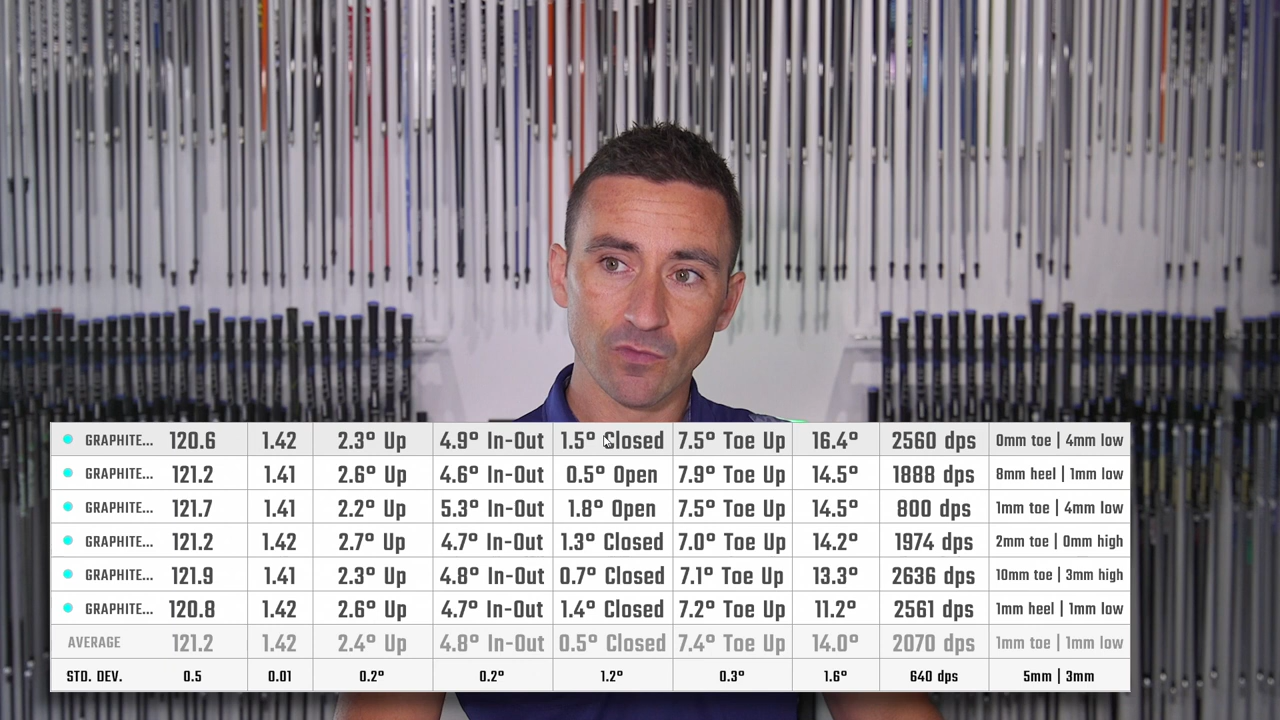 GRAPHITE... 120.6 1.42 2.3° Up 4.9° In-Out 1.5° Closed 7.5° Toe Up 16.4° 2560 dps 0mm toe | 4mm low
GRAPHITE... 121.2 1.41 2.6° Up 4.6° In-Out 0.5° Open 7.9° Toe Up 14.5° 1888 dps 8mm heel | 1mm low
GRAPHITE... 121.7 1.41 2.2° Up 5.3° In-Out 1.8° Open 7.5° Toe Up 14.5° 800 dps 1mm toe | 4mm low
GRAPHITE... 121.2 1.42 2.7° Up 4.7° In-Out 1.3° Closed 7.0° Toe Up 14.2° 1974 dps 2mm toe | 0mm high
GRAPHITE... 121.9 1.41 2.3° Up 4.8° In-Out 0.7° Closed 7.1° Toe Up 13.3° 2636 dps 10mm toe | 3mm high
GRAPHITE... 120.8 1.42 2.6° Up 4.7° In-Out 1.4° Closed 7.2° Toe Up 11.2° 2561 dps 1mm heel | 1mm low
AVERAGE 121.2 1.42 2.4° Up 4.8° In-Out 0.5° Closed 7.4° Toe Up 14.0° 2070 dps 1mm toe | 1mm low
STD. DEV. 0.5 0.01 0.2° 0.2° 1.2° 0.3° 1.6° 640 dps 5mm | 3mm